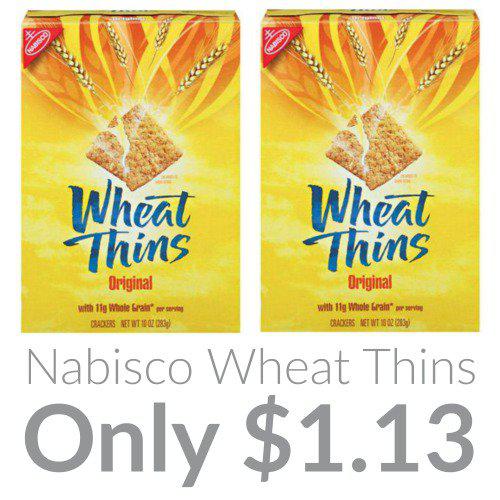 NABISCO
Wheat
Thins
Original
with 11g Whole Grain* per serving
CRACKERS NET WT 10 OZ (283g)
NABISCO
Wheat
Thins
Original
with 11g Whole Grain* per serving
CRACKERS NET WT 10 OZ (283g)
Nabisco Wheat Thins
Only $1.13